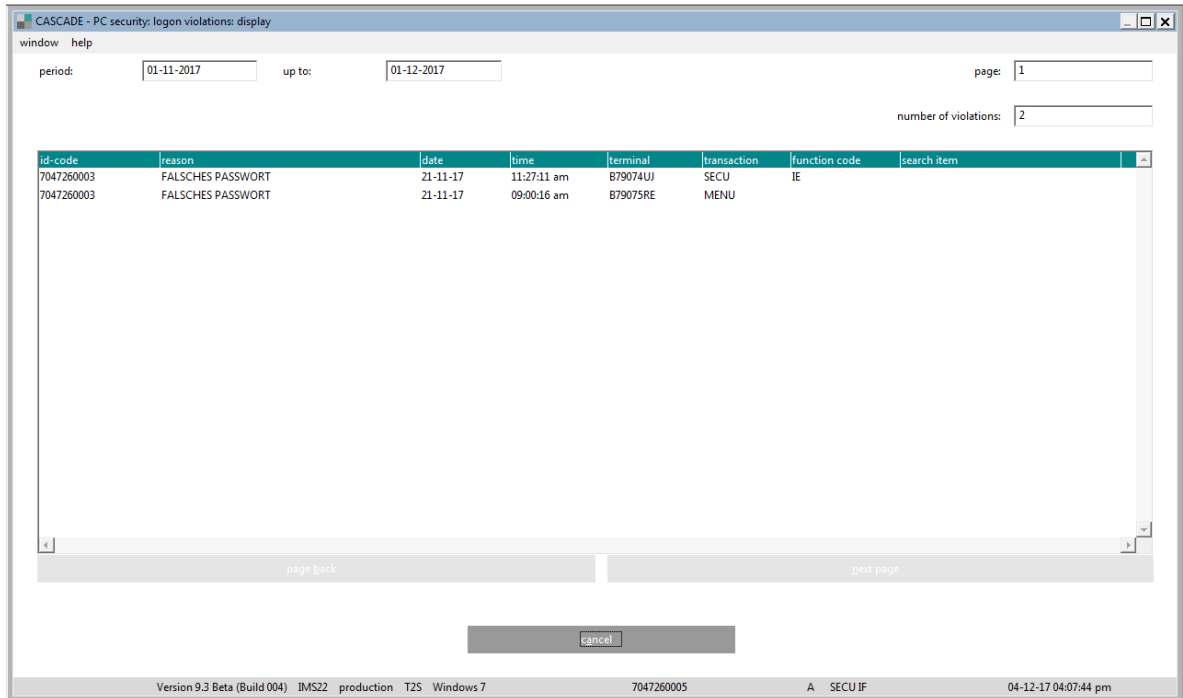 CASCADE - PC security: logon violations: display
window help
period: 01-11-2017 up to: 01-12-2017 page: 1
number of violations: 2
id-code reason date time terminal transaction function code search item
7047260003 FALSCHES PASSWORT 21-11-17 11:27:11 am B79074UJ SECU IE
7047260003 FALSCHES PASSWORT 21-11-17 09:00:16 am B79075RE MENU
page back next page
cancel
Version 9.3 Beta (Build 004) IMS22 production T2S Windows 7 7047260005 A SECU IF 04-12-17 04:07:44 pm